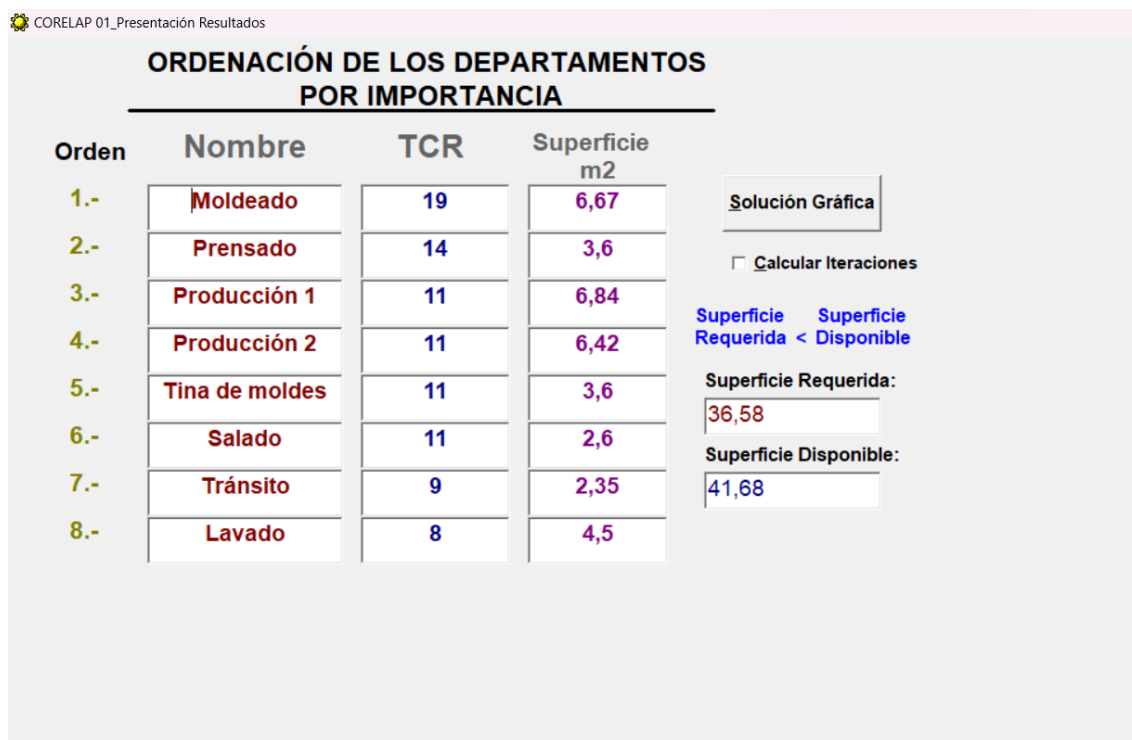 CORELAP 01_Presentación Resultados
ORDENACIÓN DE LOS DEPARTAMENTOS
POR IMPORTANCIA
Orden Nombre TCR Superficie
m2
1.- Moldeado 19 6,67
2.- Prensado 14 3,6
3.- Producción 1 11 6,84
4.- Producción 2 11 6,42
5.- Tina de moldes 11 3,6
6.- Salado 11 2,6
7.- Tránsito 9 2,35
8.- Lavado 8 4,5
Solución Gráfica
Calcular Iteraciones
Superficie Superficie
Requerida < Disponible
Superficie Requerida:
36,58
Superficie Disponible:
41,68